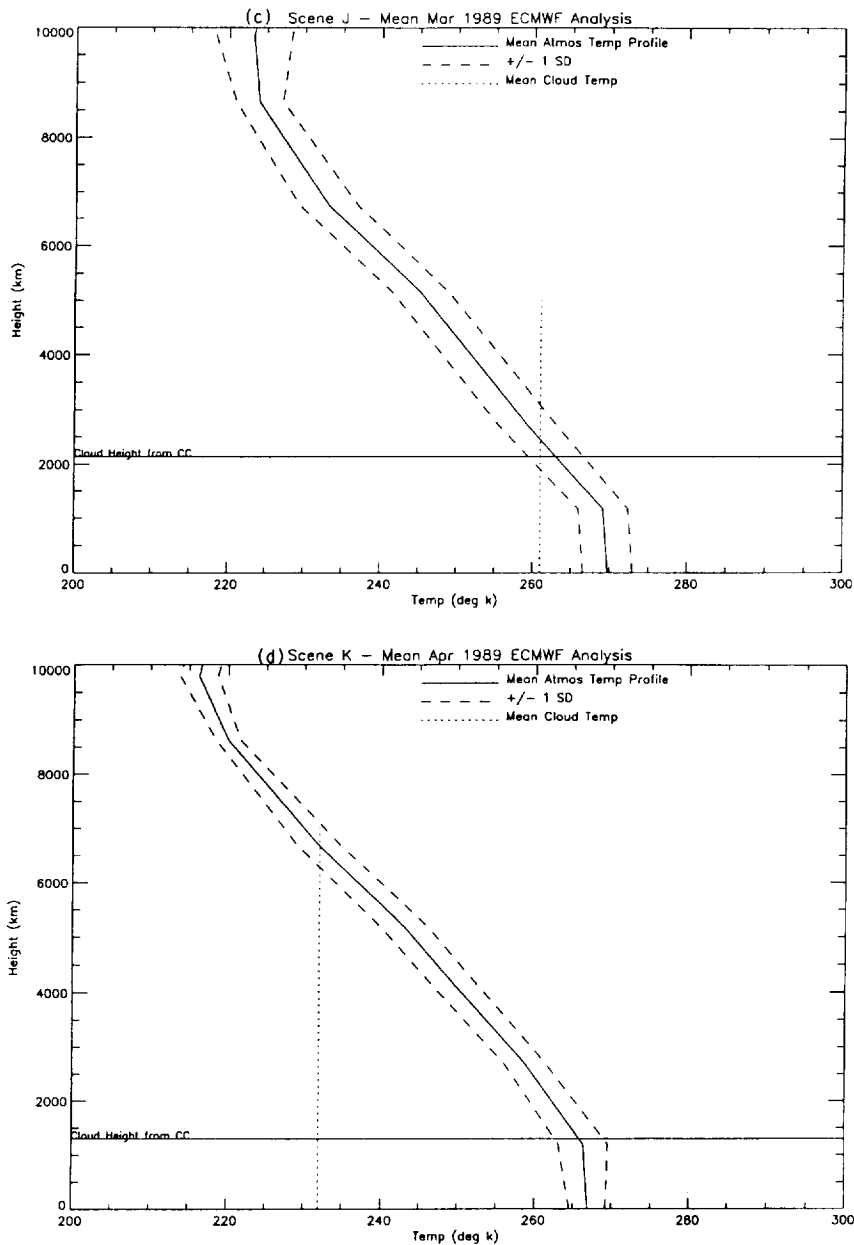 (c) Scene J – Mean Mar 1989 ECMWF Analysis
Mean Atmos Temp Profile
+/- 1 SD
Mean Cloud Temp
10000
8000
6000
4000
2000
0
Height (km)
Cloud Height from CC
200
220
240
260
280
300
Temp (deg k)
(d) Scene K – Mean Apr 1989 ECMWF Analysis
Mean Atmos Temp Profile
+/- 1 SD
Mean Cloud Temp
10000
8000
6000
4000
2000
0
Height (km)
Cloud Height from CC
200
220
240
260
280
300
Temp (deg k)